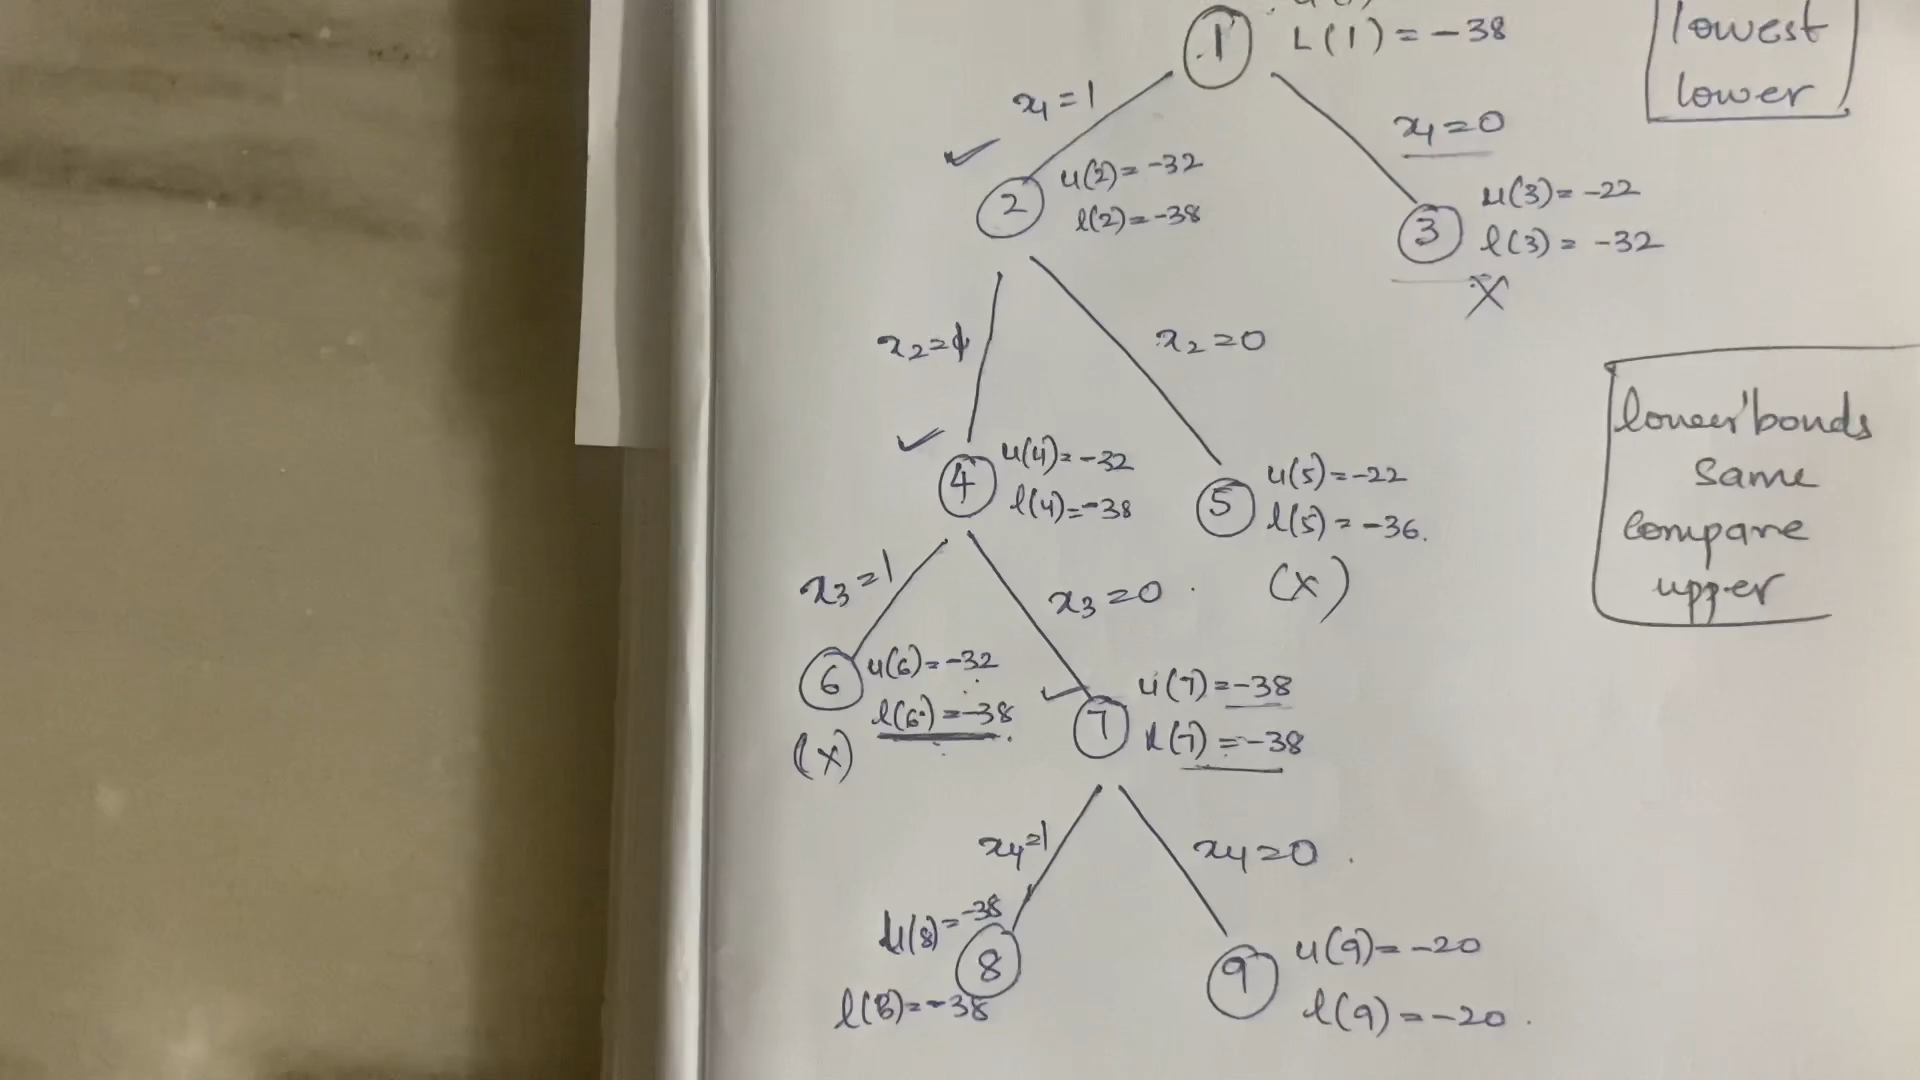 1
L(1) = -38
lowest
lower
x1=1
x1=0
2
u(2)=-32
l(2)=-38
3
u(3)=-22
l(3)=-32
X
x2=1
x2=0
lower bonds
same
compare
upper
4
u(4)=-32
l(4)=-38
5
u(5)=-22
l(5)=-36.
(X)
x3=1
x3=0
6
u(6)=-32
l(6)=-38
(X)
7
u(7)=-38
l(7)=-38
x4=1
x4=0
u(8)=-38
8
l(8)=-38
9
u(9)=-20
l(9)=-20.